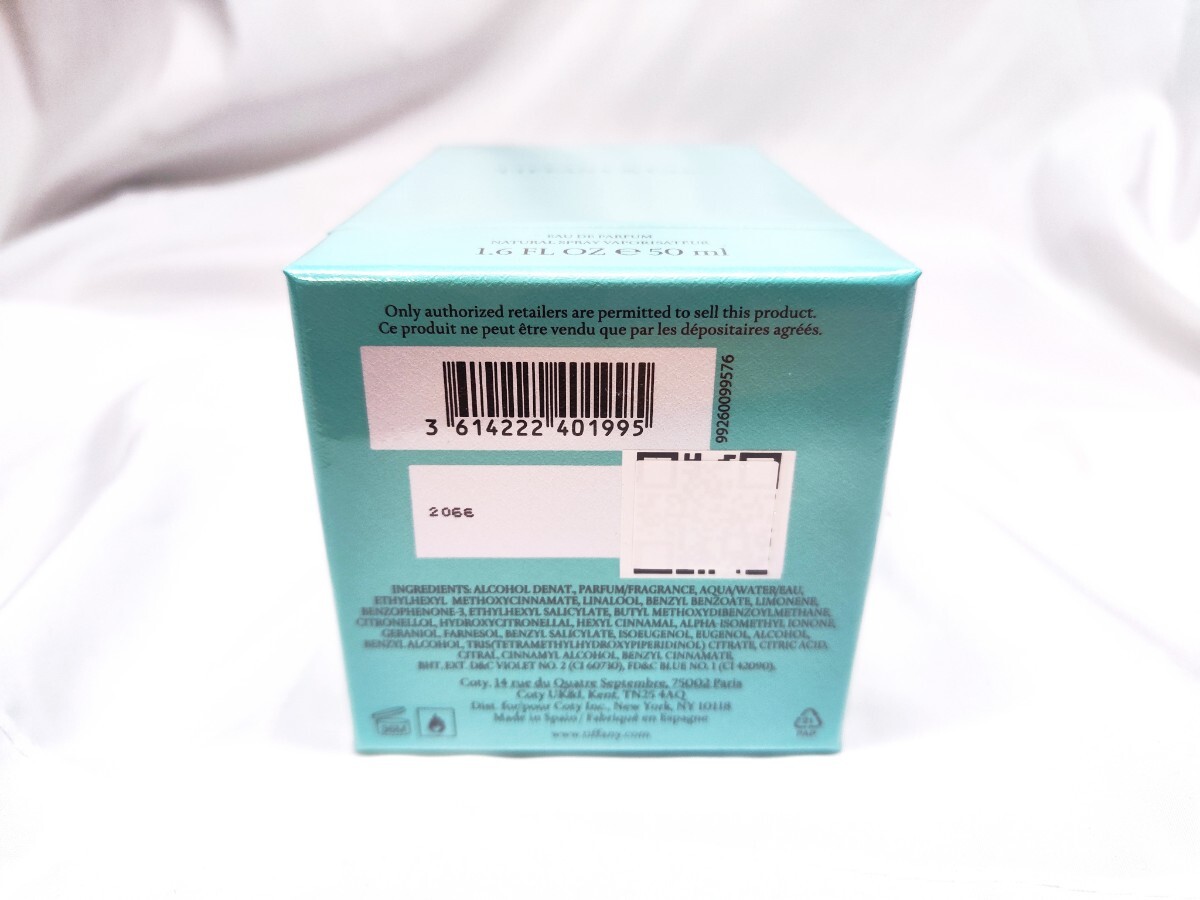 EAU DE PARFUM
NATURAL SPRAY VAPORISATEUR
1.6 FL OZ ℮ 50 ml
Only authorized retailers are permitted to sell this product.
Ce produit ne peut être vendu que par les dépositaires agréés.
99260099576
3 614222 401995
2068
INGREDIENTS: ALCOHOL DENAT., PARFUM/FRAGRANCE, AQUA/WATER/EAU,
ETHYLHEXYL METHOXYCINNAMATE, LINALOOL, BENZYL BENZOATE, LIMONENE,
BENZOPHENONE-3, ETHYLHEXYL SALICYLATE, BUTYL METHOXYDIBENZOYLMETHANE,
CITRONELLOL, HYDROXYCITRONELLAL, HEXYL CINNAMAL, ALPHA-ISOMETHYL IONONE,
GERANIOL, FARNESOL, BENZYL SALICYLATE, ISOEUGENOL, EUGENOL, ALCOHOL,
BENZYL ALCOHOL, TRIS(TETRAMETHYLHYDROXYPIPERIDINOL) CITRATE, CITRIC ACID,
CITRAL, CINNAMYL ALCOHOL, BENZYL CINNAMATE,
BHT, EXT. D&C VIOLET NO. 2 (CI 60730), FD&C BLUE NO. 1 (CI 42090).
Coty, 14 rue du Quatre Septembre, 75002 Paris
Coty UK&I, Kent, TN25 4AQ
Dist. for/pour Coty Inc., New York, NY 10118
Made in Spain / Fabriqué en Espagne
www.tiffany.com
PAP